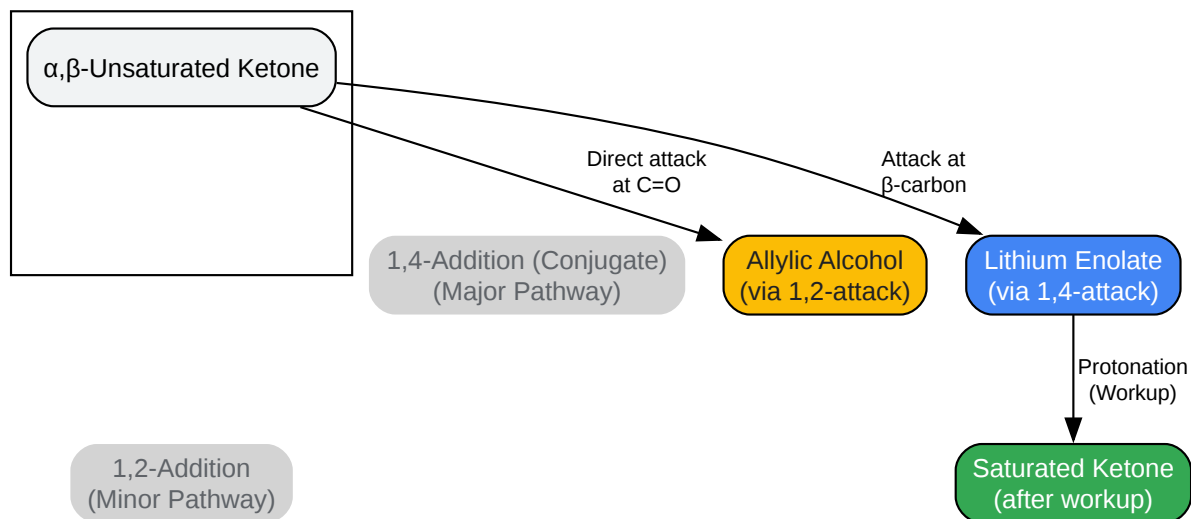 α,β-Unsaturated Ketone
Direct attack
at C=O
Attack at
β-carbon
1,4-Addition (Conjugate)
(Major Pathway)
Allylic Alcohol
(via 1,2-attack)
Lithium Enolate
(via 1,4-attack)
Protonation
(Workup)
1,2-Addition
(Minor Pathway)
Saturated Ketone
(after workup)